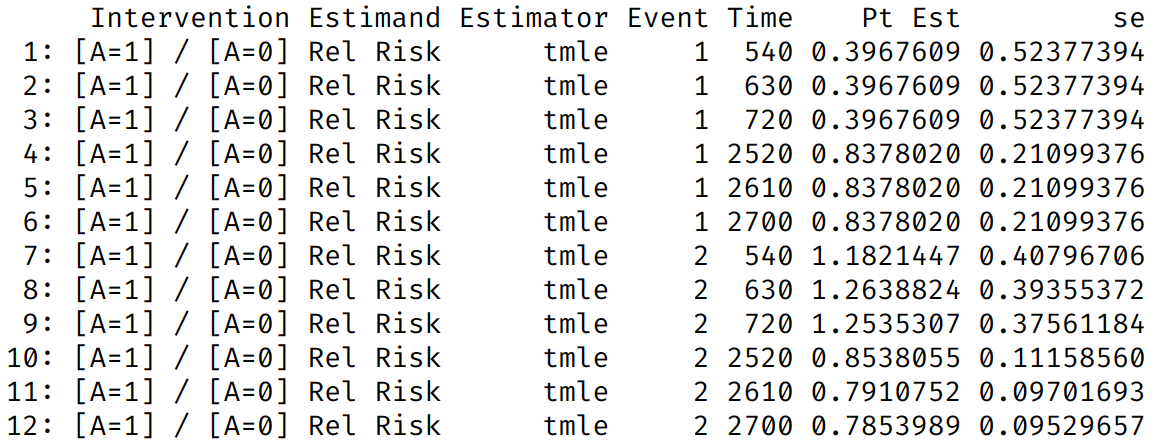 Intervention Estimand Estimator Event Time Pt Est se
1: [A=1] / [A=0] Rel Risk tmle 1 540 0.3967609 0.52377394
2: [A=1] / [A=0] Rel Risk tmle 1 630 0.3967609 0.52377394
3: [A=1] / [A=0] Rel Risk tmle 1 720 0.3967609 0.52377394
4: [A=1] / [A=0] Rel Risk tmle 1 2520 0.8378020 0.21099376
5: [A=1] / [A=0] Rel Risk tmle 1 2610 0.8378020 0.21099376
6: [A=1] / [A=0] Rel Risk tmle 1 2700 0.8378020 0.21099376
7: [A=1] / [A=0] Rel Risk tmle 2 540 1.1821447 0.40796706
8: [A=1] / [A=0] Rel Risk tmle 2 630 1.2638824 0.39355372
9: [A=1] / [A=0] Rel Risk tmle 2 720 1.2535307 0.37561184
10: [A=1] / [A=0] Rel Risk tmle 2 2520 0.8538055 0.11158560
11: [A=1] / [A=0] Rel Risk tmle 2 2610 0.7910752 0.09701693
12: [A=1] / [A=0] Rel Risk tmle 2 2700 0.7853989 0.09529657